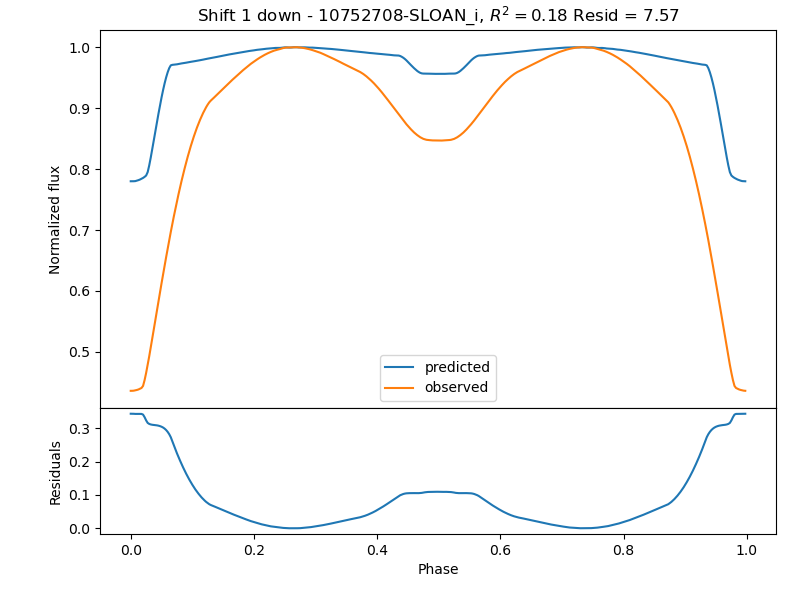 Shift 1 down - 10752708-SLOAN_i, R² = 0.18 Resid = 7.57
1.0
0.9
0.8
0.7
0.6
0.5
Normalized flux
predicted
observed
0.3
0.2
0.1
0.0
Residuals
0.0 0.2 0.4 0.6 0.8 1.0
Phase